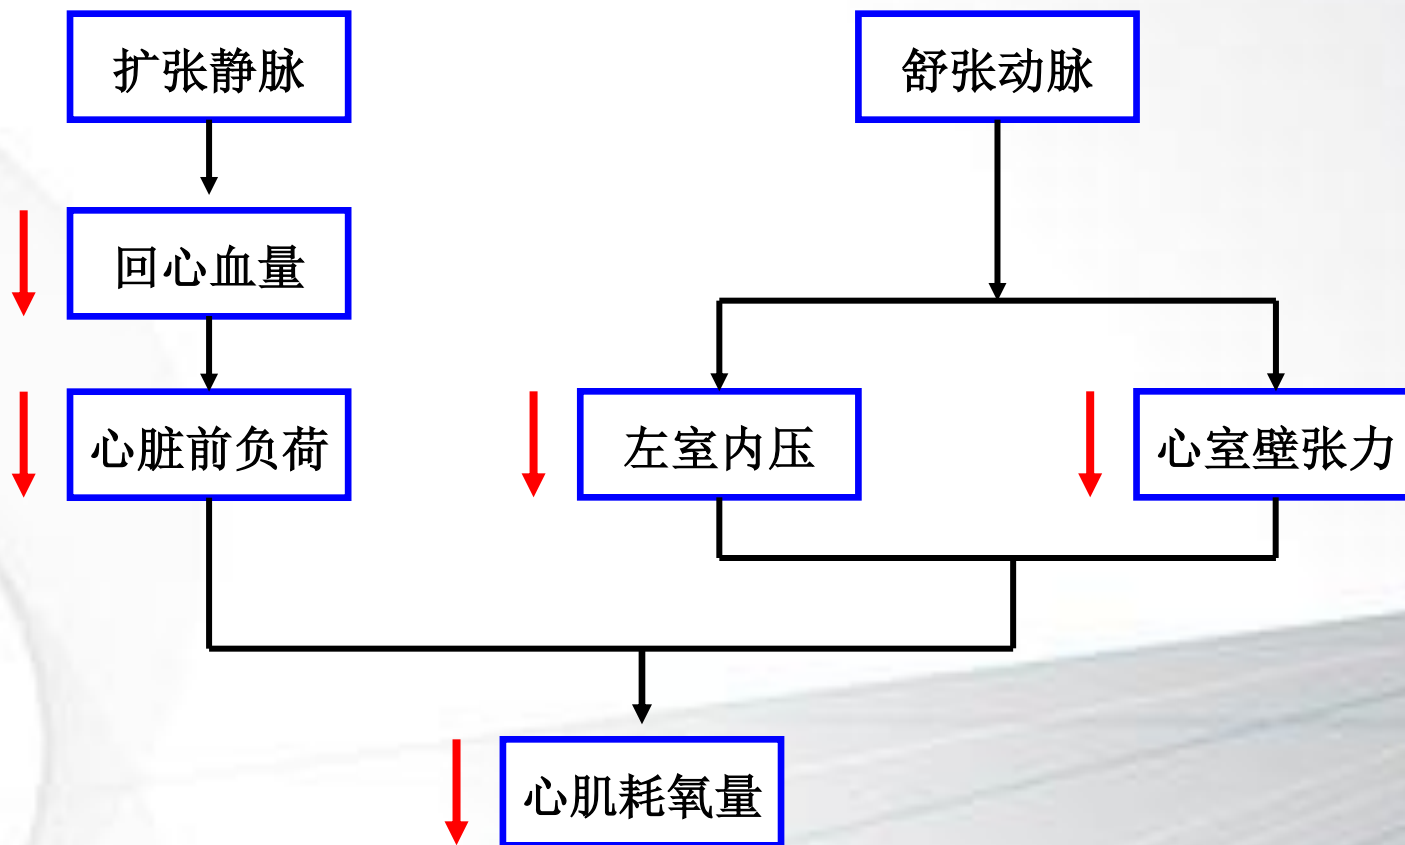 扩张静脉
舒张动脉
回心血量
心脏前负荷
左室内压
心室壁张力
心肌耗氧量